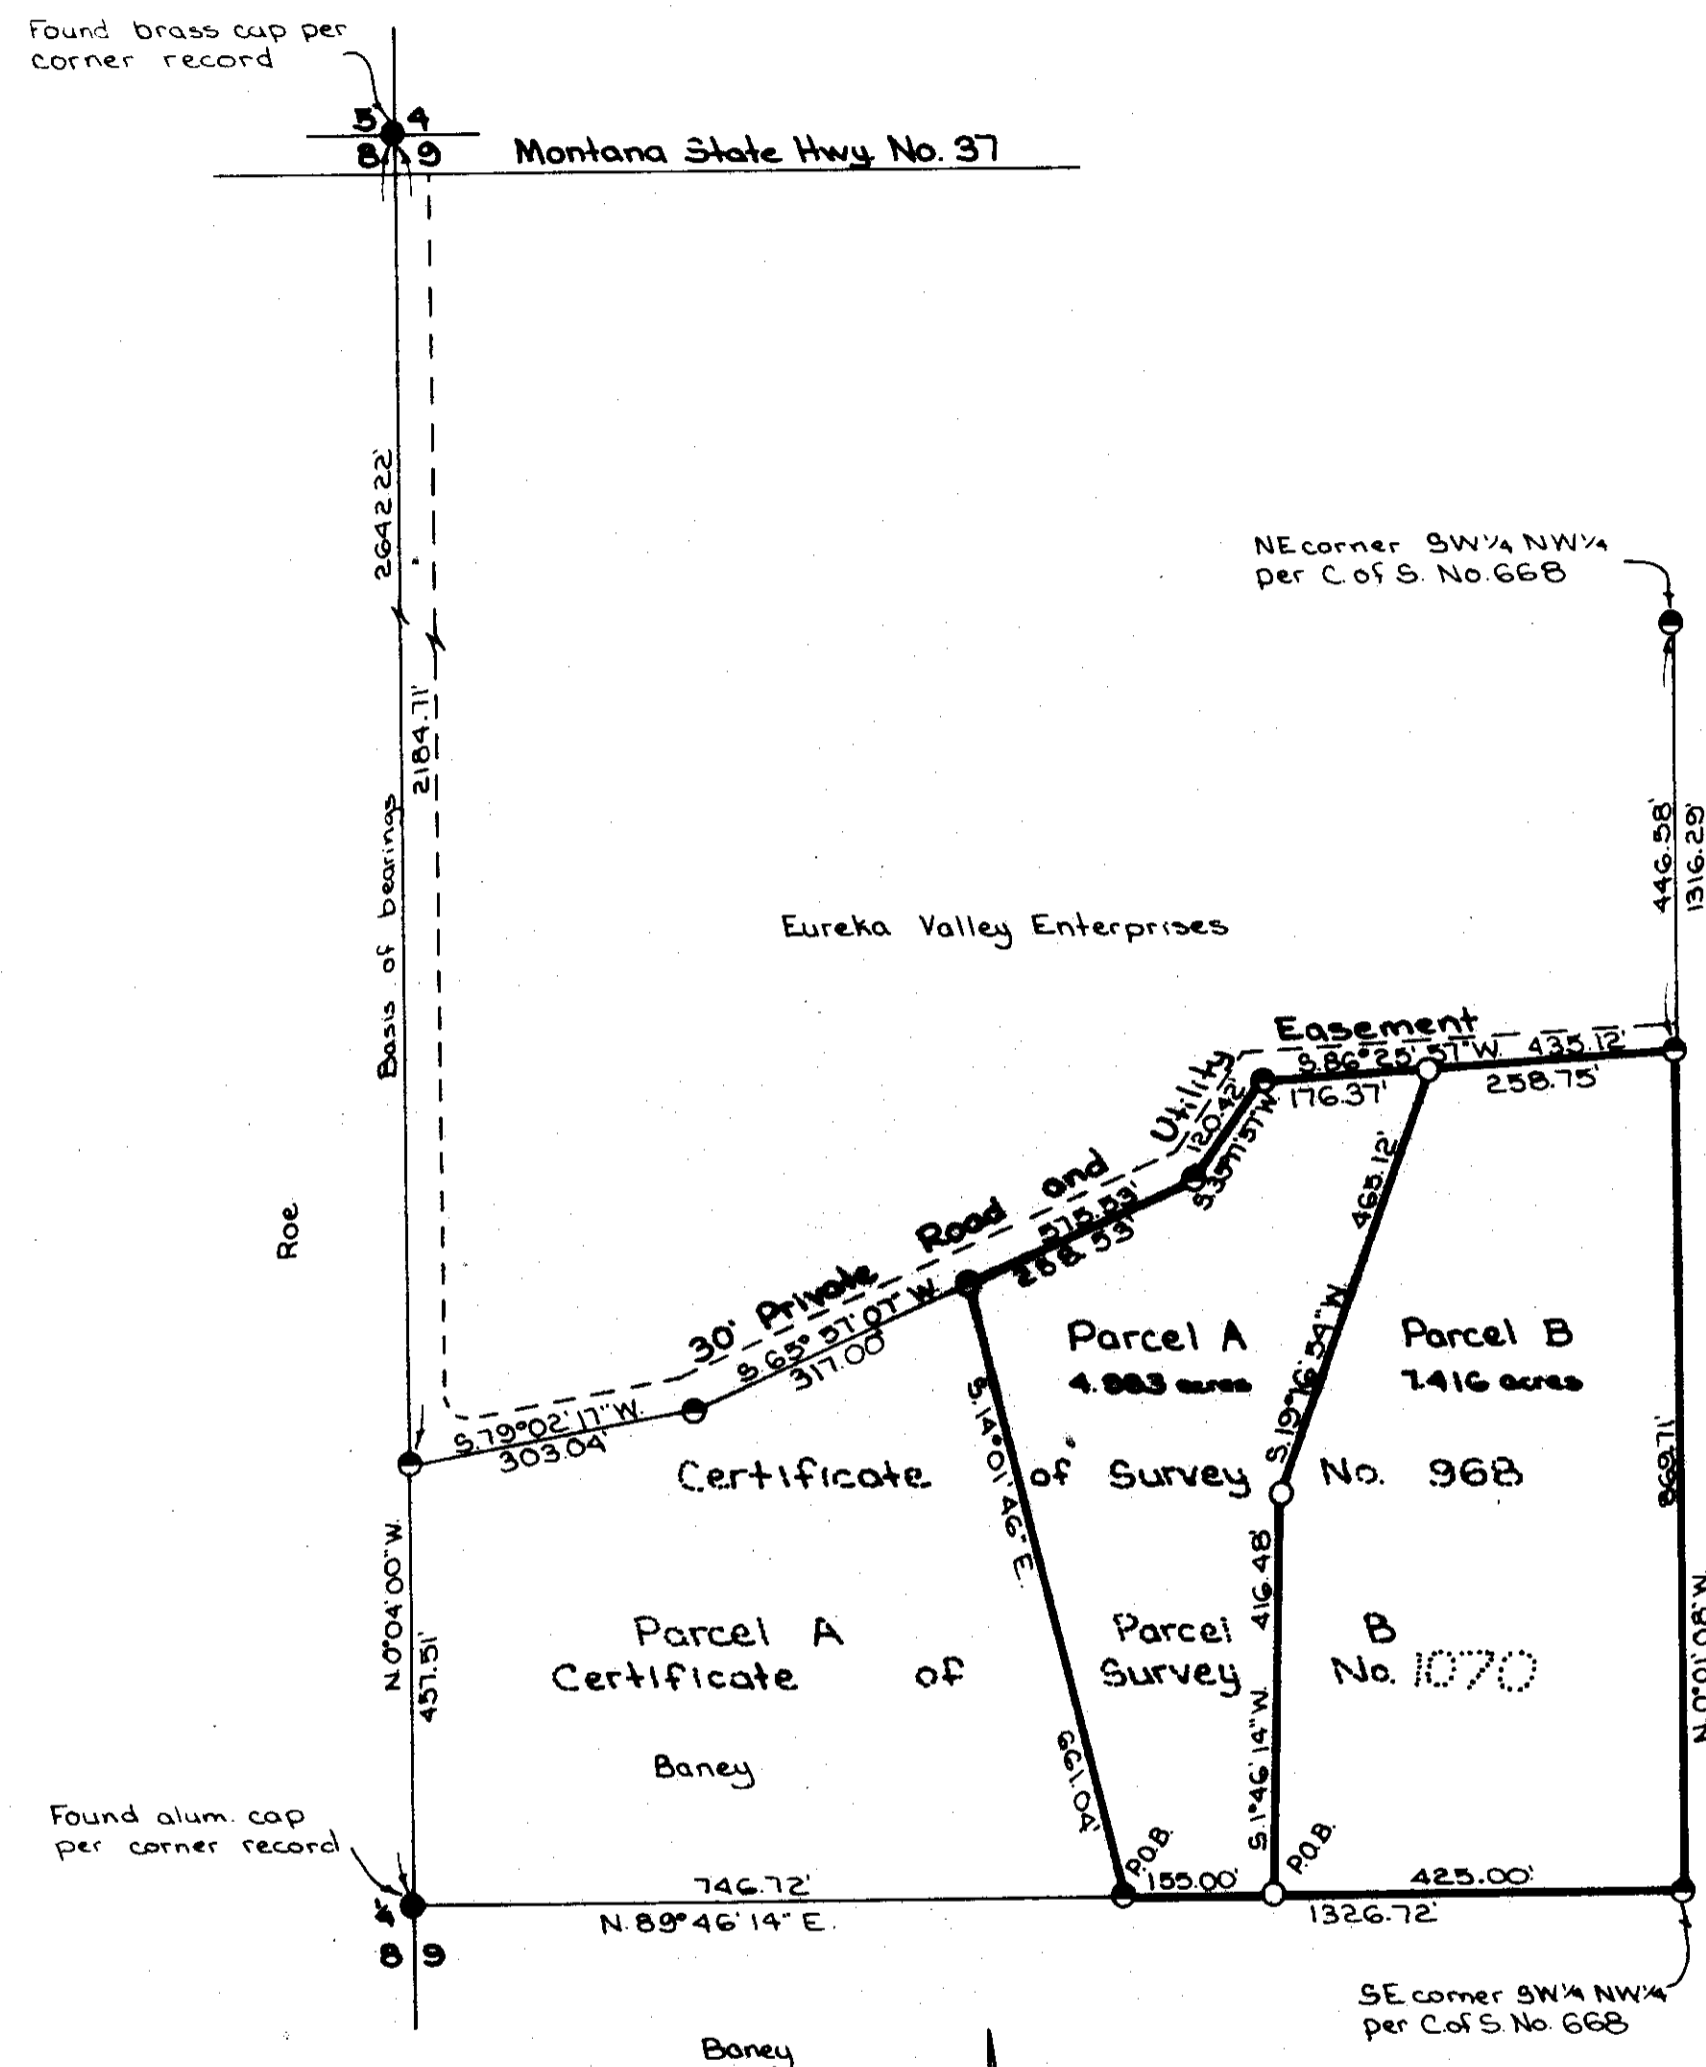 Found brass cap per
corner record
5 4
8 9
Montana State Hwy No. 37
2642.22'
NE corner SW¼ NW¼
per C. of S. No. 668
2184.71'
Basis of bearings
446.58'
1316.29'
Eureka Valley Enterprises
30' Private Road and Utility Easement
S.86°25'57"W. 435.12'
176.37'
258.75'
120.42'
575.53'
258.53'
465.12'
Roe
S.65°57'07"W.
317.00'
Parcel A
Parcel B
7.416 acres
S.19°16'54"W.
S.79°02'17"W.
303.04'
S.14°01'46"E.
Certificate of Survey No. 968
869.71'
N.0°04'00"W.
457.51'
416.48'
N.0°01'08"W.
Parcel A
Certificate of
Parcel B
Survey No. 1070
S.1°46'14"W.
661.04'
Baney
Found alum. cap
per corner record
P.O.B.
P.O.B.
746.72'
155.00'
425.00'
N.89°46'14"E.
1326.72'
¼
8 9
SE corner SW¼ NW¼
per C. of S. No. 668
Baney